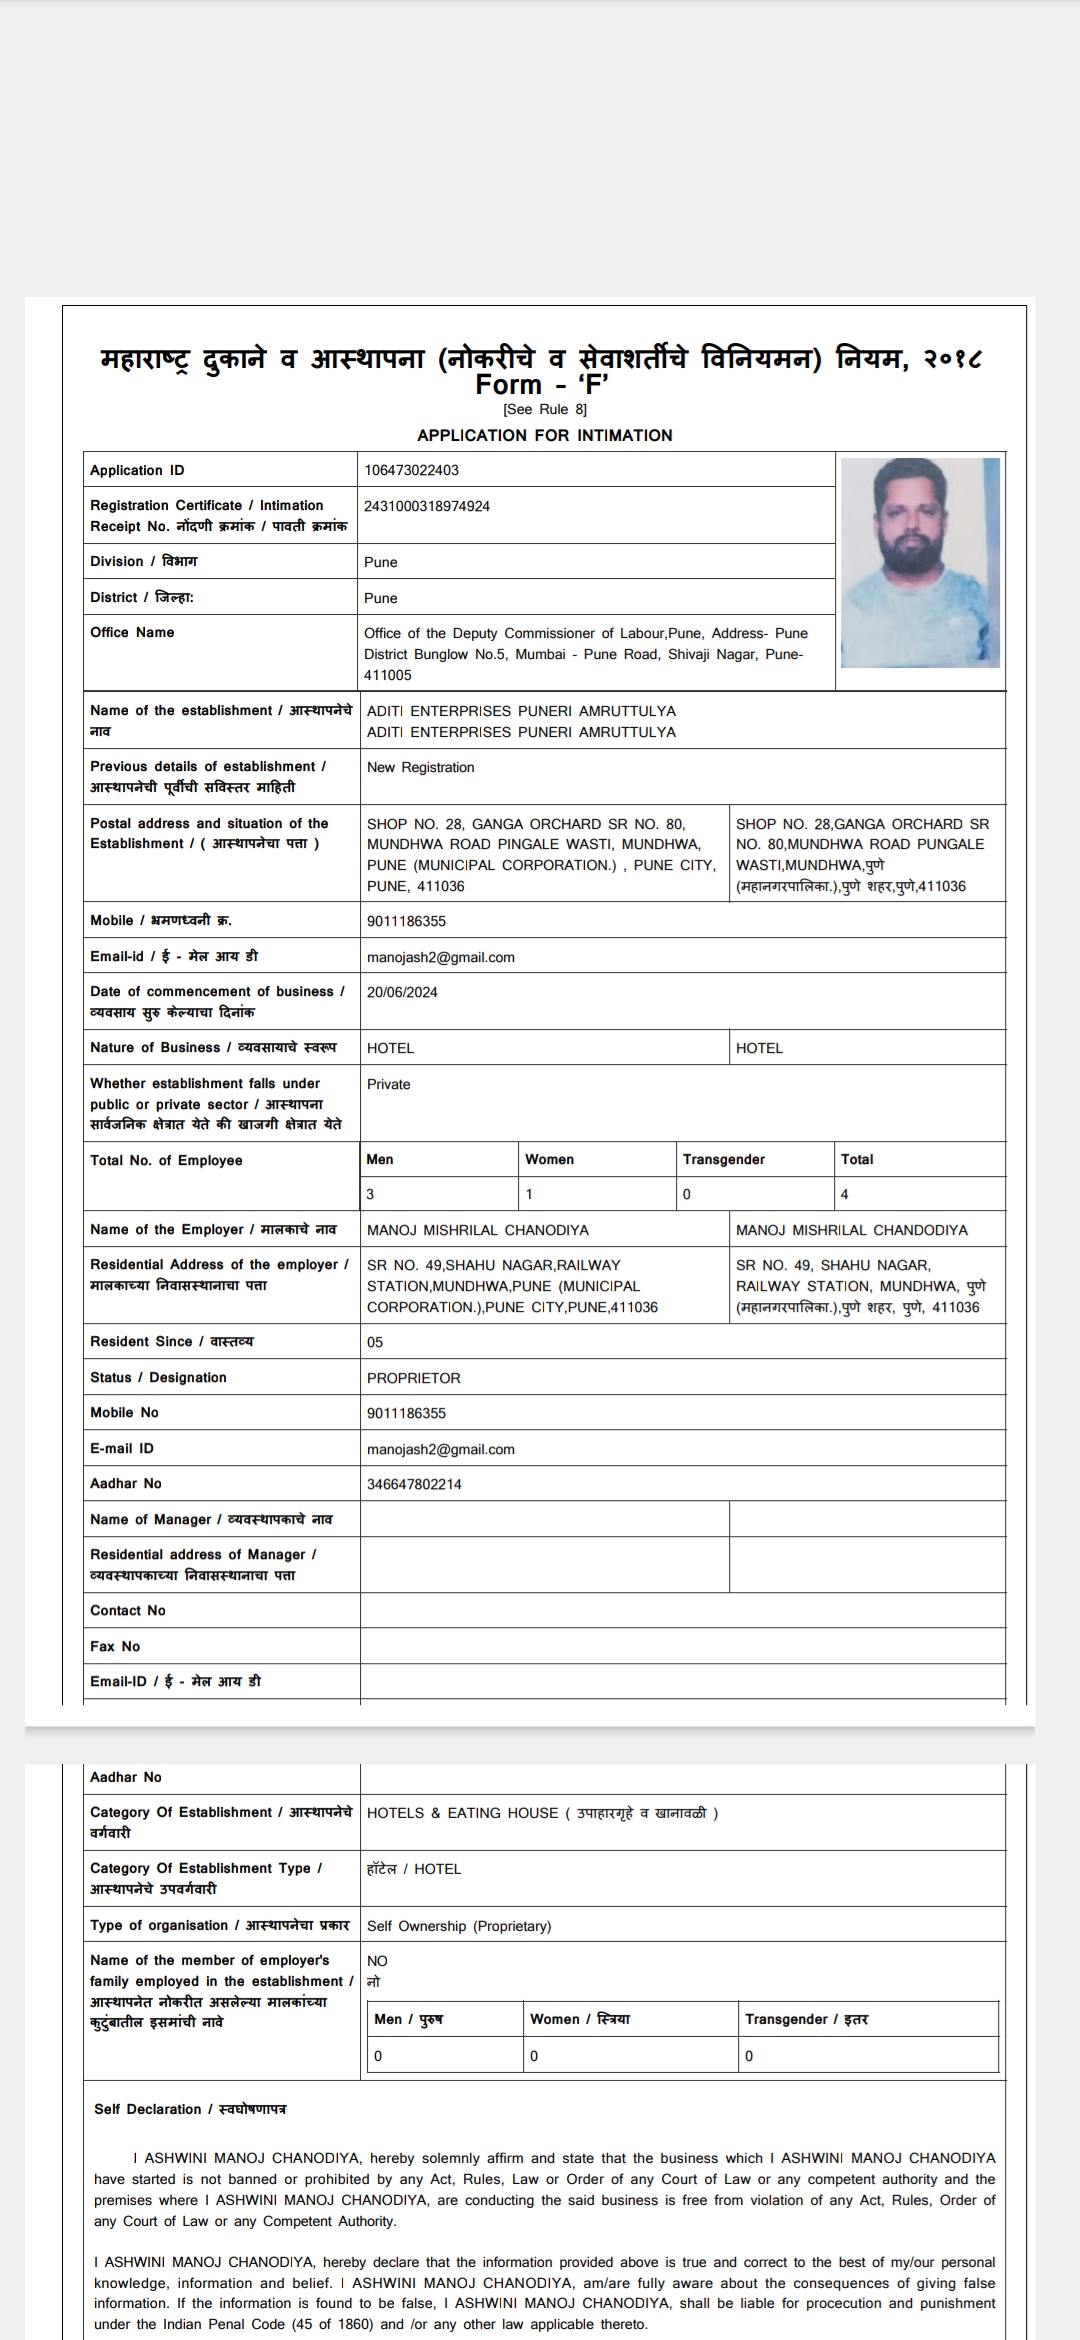 महाराष्ट्र दुकाने व आस्थापना (नोकरीचे व सेवाशर्तीचे विनियमन) नियम, २०१८
Form - ‘F’
[See Rule 8]
APPLICATION FOR INTIMATION
Application ID 106473022403
Registration Certificate / Intimation 2431000318974924
Receipt No. नोंदणी क्रमांक / पावती क्रमांक
Division / विभाग Pune
District / जिल्हा: Pune
Office Name Office of the Deputy Commissioner of Labour,Pune, Address- Pune
District Bunglow No.5, Mumbai - Pune Road, Shivaji Nagar, Pune-
411005
Name of the establishment / आस्थापनेचे ADITI ENTERPRISES PUNERI AMRUTTULYA
नाव ADITI ENTERPRISES PUNERI AMRUTTULYA
Previous details of establishment / New Registration
आस्थापनेची पूर्वीची सविस्तर माहिती
Postal address and situation of the SHOP NO. 28, GANGA ORCHARD SR NO. 80, SHOP NO. 28,GANGA ORCHARD SR
Establishment / ( आस्थापनेचा पत्ता ) MUNDHWA ROAD PINGALE WASTI, MUNDHWA, NO. 80,MUNDHWA ROAD PUNGALE
PUNE (MUNICIPAL CORPORATION.) , PUNE CITY, WASTI,MUNDHWA,पुणे
PUNE, 411036 (महानगरपालिका.),पुणे शहर,पुणे,411036
Mobile / भ्रमणध्वनी क्र. 9011186355
Email-id / ई - मेल आय डी manojash2@gmail.com
Date of commencement of business / 20/06/2024
व्यवसाय सुरु केल्याचा दिनांक
Nature of Business / व्यवसायाचे स्वरूप HOTEL HOTEL
Whether establishment falls under Private
public or private sector / आस्थापना
सार्वजनिक क्षेत्रात येते की खाजगी क्षेत्रात येते
Total No. of Employee Men Women Transgender Total
3 1 0 4
Name of the Employer / मालकाचे नाव MANOJ MISHRILAL CHANODIYA MANOJ MISHRILAL CHANDODIYA
Residential Address of the employer / SR NO. 49,SHAHU NAGAR,RAILWAY SR NO. 49, SHAHU NAGAR,
मालकाच्या निवासस्थानाचा पत्ता STATION,MUNDHWA,PUNE (MUNICIPAL RAILWAY STATION, MUNDHWA, पुणे
CORPORATION.),PUNE CITY,PUNE,411036 (महानगरपालिका.),पुणे शहर, पुणे, 411036
Resident Since / वास्तव्य 05
Status / Designation PROPRIETOR
Mobile No 9011186355
E-mail ID manojash2@gmail.com
Aadhar No 346647802214
Name of Manager / व्यवस्थापकाचे नाव
Residential address of Manager /
व्यवस्थापकाच्या निवासस्थानाचा पत्ता
Contact No
Fax No
Email-ID / ई - मेल आय डी
Aadhar No
Category Of Establishment / आस्थापनेचे HOTELS & EATING HOUSE ( उपाहारगृहे व खानावळी )
वर्गवारी
Category Of Establishment Type / हॉटेल / HOTEL
आस्थापनेचे उपवर्गवारी
Type of organisation / आस्थापनेचा प्रकार Self Ownership (Proprietary)
Name of the member of employer's NO
family employed in the establishment / नो
आस्थापनेत नोकरीत असलेल्या मालकांच्या Men / पुरुष Women / स्त्रिया Transgender / इतर
कुटुंबातील इसमांची नावे 0 0 0
Self Declaration / स्वघोषणापत्र
I ASHWINI MANOJ CHANODIYA, hereby solemnly affirm and state that the business which I ASHWINI MANOJ CHANODIYA
have started is not banned or prohibited by any Act, Rules, Law or Order of any Court of Law or any competent authority and the
premises where I ASHWINI MANOJ CHANODIYA, are conducting the said business is free from violation of any Act, Rules, Order of
any Court of Law or any Competent Authority.
I ASHWINI MANOJ CHANODIYA, hereby declare that the information provided above is true and correct to the best of my/our personal
knowledge, information and belief. I ASHWINI MANOJ CHANODIYA, am/are fully aware about the consequences of giving false
information. If the information is found to be false, I ASHWINI MANOJ CHANODIYA, shall be liable for procecution and punishment
under the Indian Penal Code (45 of 1860) and /or any other law applicable thereto.